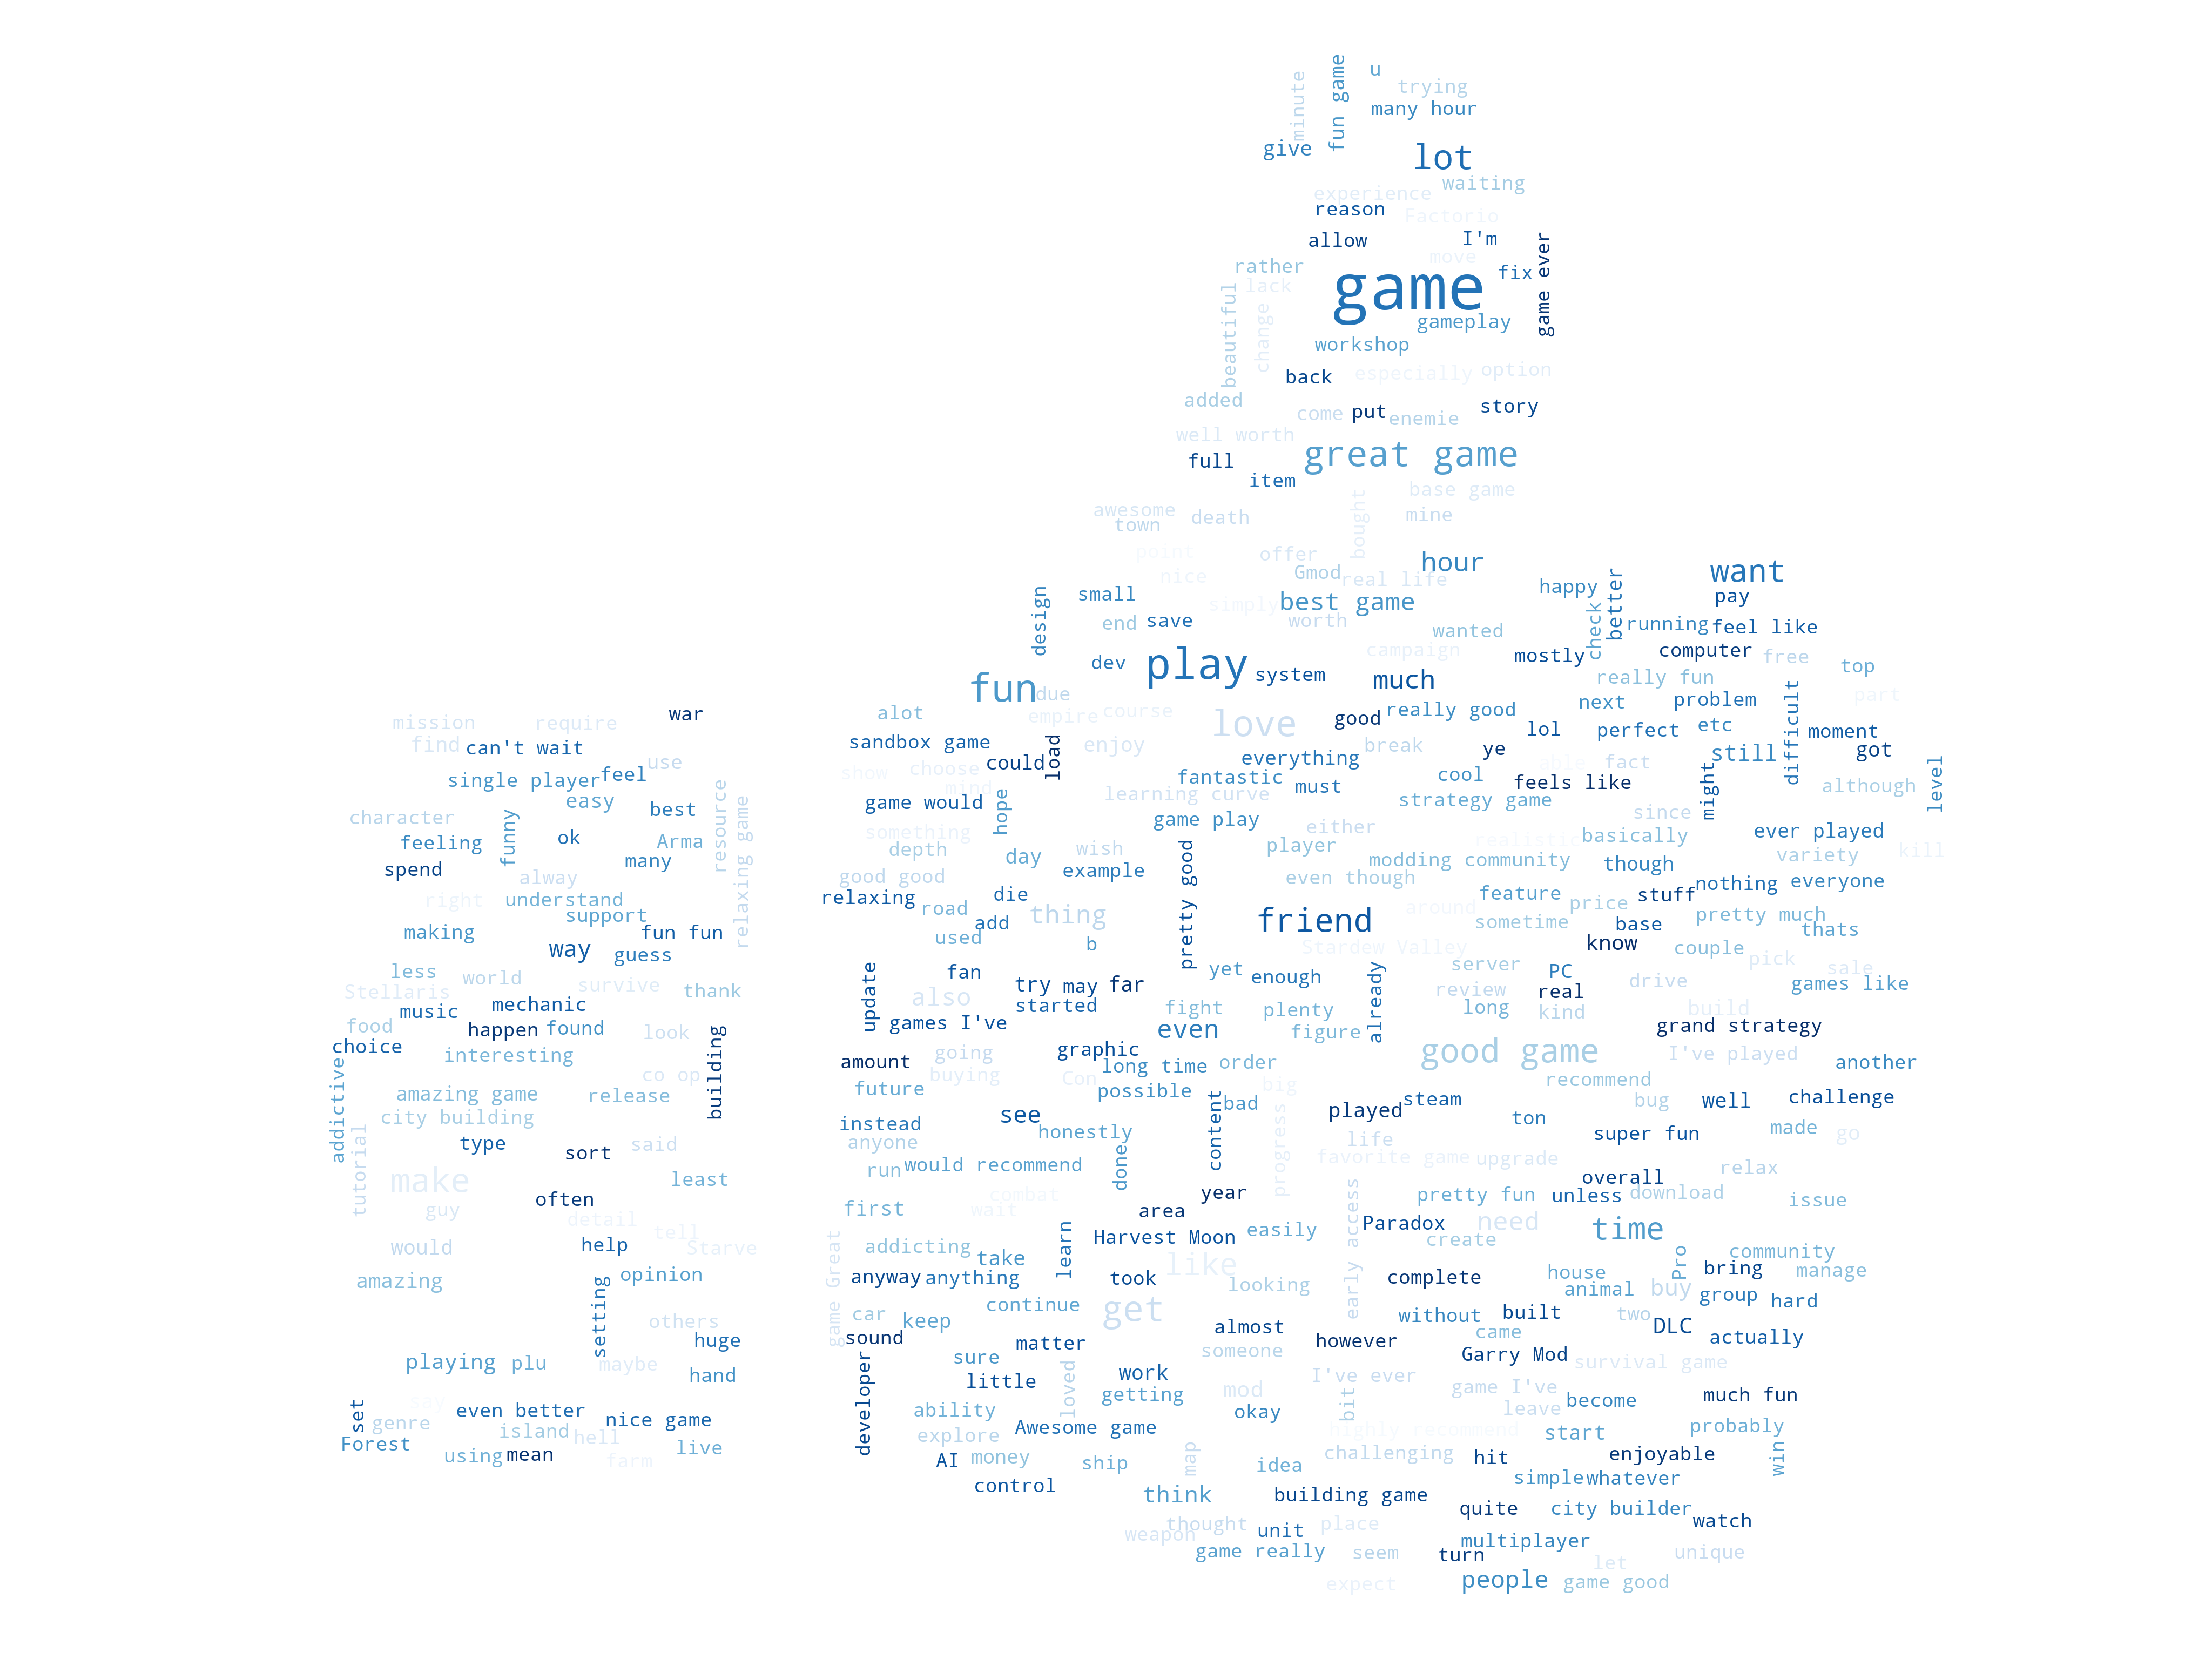 u
fun game
minute
trying
many hour
give
lot
waiting
experience
reason
Factorio
allow
I'm
game ever
move
rather
fix
lack
beautiful
game
change
gameplay
workshop
back
especially
option
added
come
put
enemie
story
well worth
great game
full
item
base game
bought
awesome
town
death
mine
point
offer
hour
nice
Gmod
real life
want
happy
better
pay
design
small
simply
best game
check
end
save
worth
wanted
running
feel like
dev
play
system
campaign
mostly
computer
free
top
fun
due
much
really fun
difficult
part
alot
empire
course
love
good
really good
next
problem
mission
require
war
find
can't wait
sandbox game
could
load
enjoy
everything
break
ye
lol
perfect
etc
moment
still
got
use
single player
feel
show
choose
mind
fantastic
must
cool
feels like
able
fact
might
although
level
easy
best
resource
relaxing game
game would
hope
learning curve
strategy game
since
character
funny
ok
Arma
feeling
many
something
game play
either
realistic
basically
ever played
depth
day
wish
player
modding community
though
variety
kill
spend
alway
good good
example
pretty good
even though
feature
stuff
nothing
everyone
right
understand
support
relaxing
road
die
add
thing
friend
around
sometime
price
base
pretty much
thats
making
fun fun
way
guess
used
b
Stardew Valley
know
couple
pick
sale
less
world
survive
thank
update
fan
yet
enough
already
server
PC
drive
games like
Stellaris
mechanic
music
also
try
may
far
started
fight
plenty
review
real
long
kind
build
food
happen
found
look
games I've
even
figure
grand strategy
choice
interesting
building
amount
going
graphic
long time
order
good game
I've played
another
addictive
co op
buying
Con
big
recommend
amazing game
release
future
possible
content
bad
played
steam
bug
well
challenge
city building
see
ton
tutorial
type
sort
said
instead
anyone
honestly
done
progress
life
super fun
made
go
make
least
run
would recommend
favorite game
upgrade
overall
relax
often
guy
combat
wait
year
early access
pretty fun
unless
download
issue
detail
tell
first
area
Paradox
need
time
would
help
Starve
game Great
addicting
take
learn
Harvest Moon
easily
create
Pro
community
amazing
opinion
anyway
anything
took
like
looking
complete
house
bring
manage
setting
animal
buy
group
hard
others
huge
car
keep
continue
get
without
built
two
sound
matter
almost
however
came
DLC
actually
playing
plu
maybe
developer
sure
someone
Garry Mod
survival game
hand
little
loved
work
getting
mod
I've ever
bit
game I've
become
much fun
set
say
genre
even better
nice game
ability
okay
leave
island
hell
explore
Awesome game
highly recommend
start
probably
Forest
using
mean
farm
live
AI
money
ship
map
idea
challenging
hit
enjoyable
win
control
think
building game
simple
whatever
quite
city builder
weapon
thought
unit
place
watch
multiplayer
game really
seem
turn
let
unique
expect
people
game good